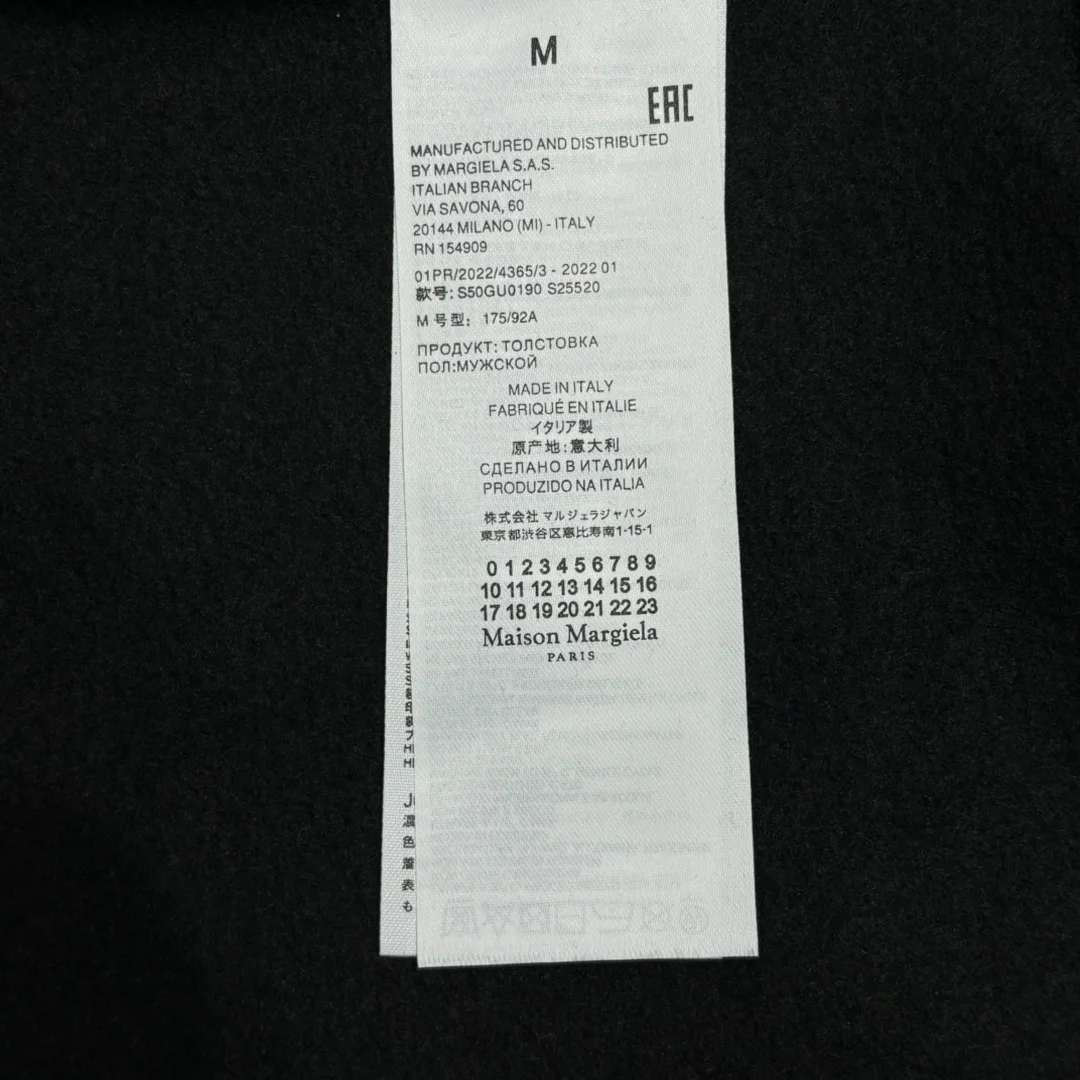 M
EAC
MANUFACTURED AND DISTRIBUTED
BY MARGIELA S.A.S.
ITALIAN BRANCH
VIA SAVONA, 60
20144 MILANO (MI) - ITALY
RN 154909
01PR/2022/4365/3 - 2022 01
款号: S50GU0190 S25520
M 号型: 175/92A
ПРОДУКТ: ТОЛСТОВКА
ПОЛ:МУЖСКОЙ
MADE IN ITALY
FABRIQUÉ EN ITALIE
イタリア製
原产地:意大利
СДЕЛАНО В ИТАЛИИ
PRODUZIDO NA ITALIA
株式会社 マルジェラジャパン
東京都渋谷区恵比寿南1-15-1
0 1 2 3 4 5 6 7 8 9
10 11 12 13 14 15 16
17 18 19 20 21 22 23
Maison Margiela
PARIS
濃
色
着
表
も